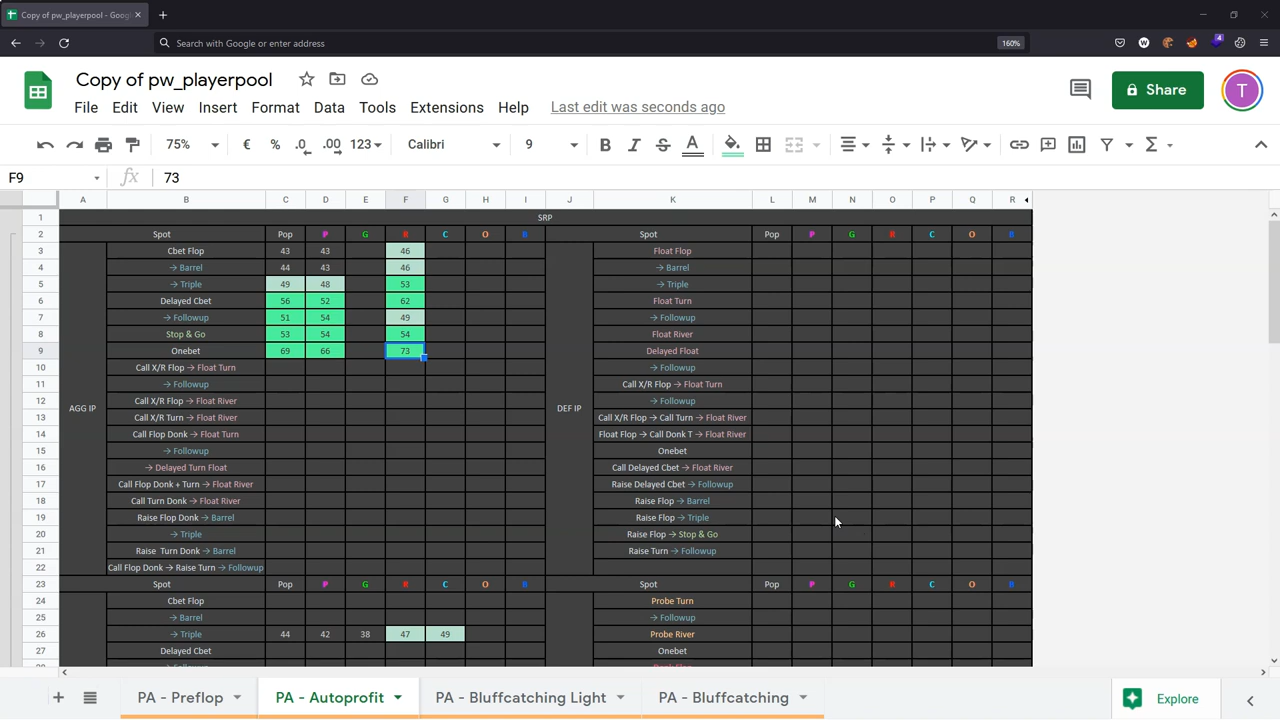 Copy of pw_playerpool - Goog
Search with Google or enter address 160% W 4
Copy of pw_playerpool
File Edit View Insert Format Data Tools Extensions Help Last edit was seconds ago
Share T
75% € % .0 .00 123 Calibri 9 B I S A
F9 fx 73
A B C D E F G H I J K L M N O P Q R
1 SRP
2 Spot Pop P G R C O B Spot Pop P G R C O B
3 Cbet Flop 43 43 46 Float Flop
4 → Barrel 44 43 46 → Barrel
5 → Triple 49 48 53 → Triple
6 Delayed Cbet 56 52 62 Float Turn
7 → Followup 51 54 49 → Followup
8 Stop & Go 53 54 54 Float River
9 Onebet 69 66 73 Delayed Float
10 Call X/R Flop → Float Turn → Followup
11 → Followup Call X/R Flop → Float Turn
12 AGG IP Call X/R Flop → Float River DEF IP → Followup
13 Call X/R Turn → Float River Call X/R Flop → Call Turn → Float River
14 Call Flop Donk → Float Turn Float Flop → Call Donk T → Float River
15 → Followup Onebet
16 → Delayed Turn Float Call Delayed Cbet → Float River
17 Call Flop Donk + Turn → Float River Raise Delayed Cbet → Followup
18 Call Turn Donk → Float River Raise Flop → Barrel
19 Raise Flop Donk → Barrel Raise Flop → Triple
20 → Triple Raise Flop → Stop & Go
21 Raise Turn Donk → Barrel Raise Turn → Followup
22 Call Flop Donk → Raise Turn → Followup
23 Spot Pop P G R C O B Spot Pop P G R C O B
24 Cbet Flop Probe Turn
25 → Barrel → Followup
26 → Triple 44 42 38 47 49 Probe River
27 Delayed Cbet Onebet
PA - Preflop PA - Autoprofit PA - Bluffcatching Light PA - Bluffcatching Explore